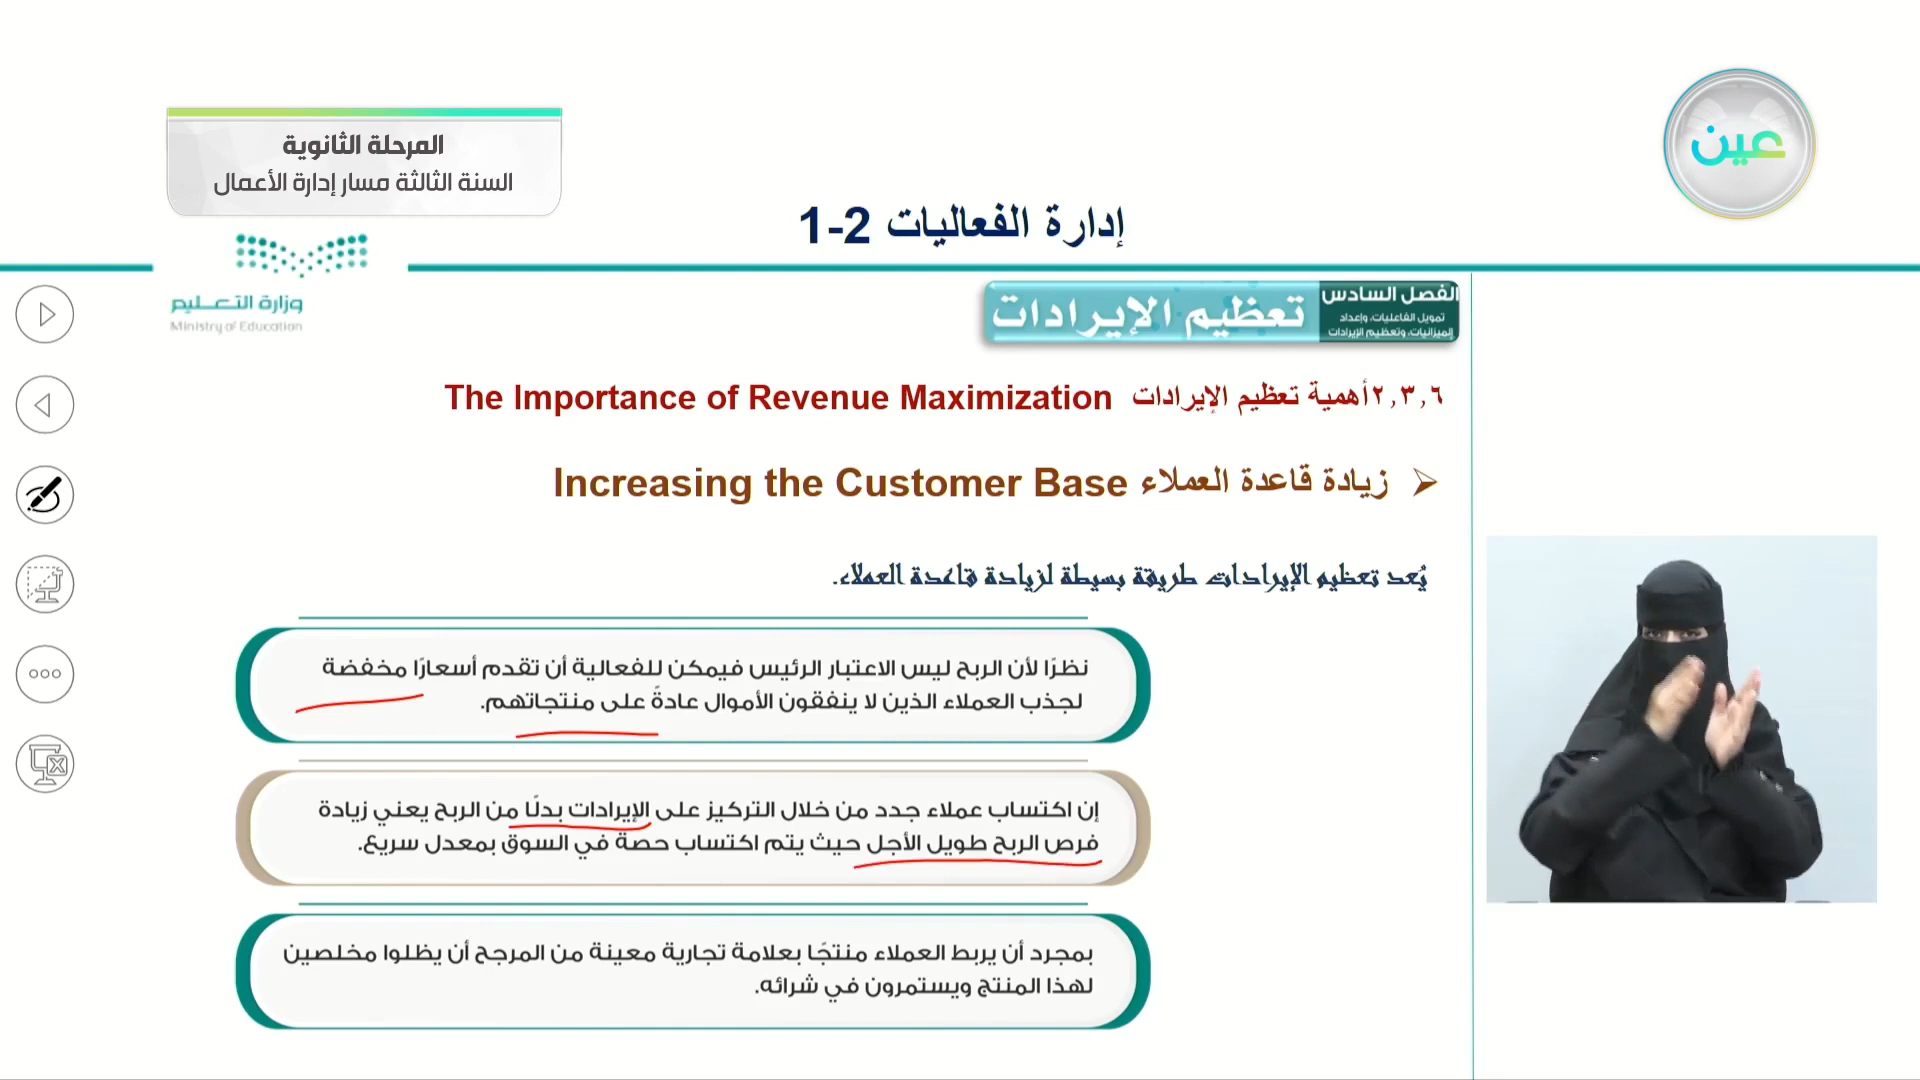 المرحلة الثانوية
السنة الثالثة مسار إدارة الأعمال
عين
إدارة الفعاليات 2-1
وزارة التعليم
Ministry of Education
الفصل السادس
تمويل الفاعليات، وإعداد
الميزانيات، وتعظيم الإيرادات
تعظيم الإيرادات
٢,٣,٦أهمية تعظيم الإيرادات The Importance of Revenue Maximization
زيادة قاعدة العملاء Increasing the Customer Base
يُعد تعظيم الإيرادات طريقة بسيطة لزيادة قاعدة العملاء.
نظرًا لأن الربح ليس الاعتبار الرئيس فيمكن للفعالية أن تقدم أسعارًا مخفضة
لجذب العملاء الذين لا ينفقون الأموال عادةً على منتجاتهم.
إن اكتساب عملاء جدد من خلال التركيز على الإيرادات بدلًا من الربح يعني زيادة
فرص الربح طويل الأجل حيث يتم اكتساب حصة في السوق بمعدل سريع.
بمجرد أن يربط العملاء منتجًا بعلامة تجارية معينة من المرجح أن يظلوا مخلصين
لهذا المنتج ويستمرون في شرائه.